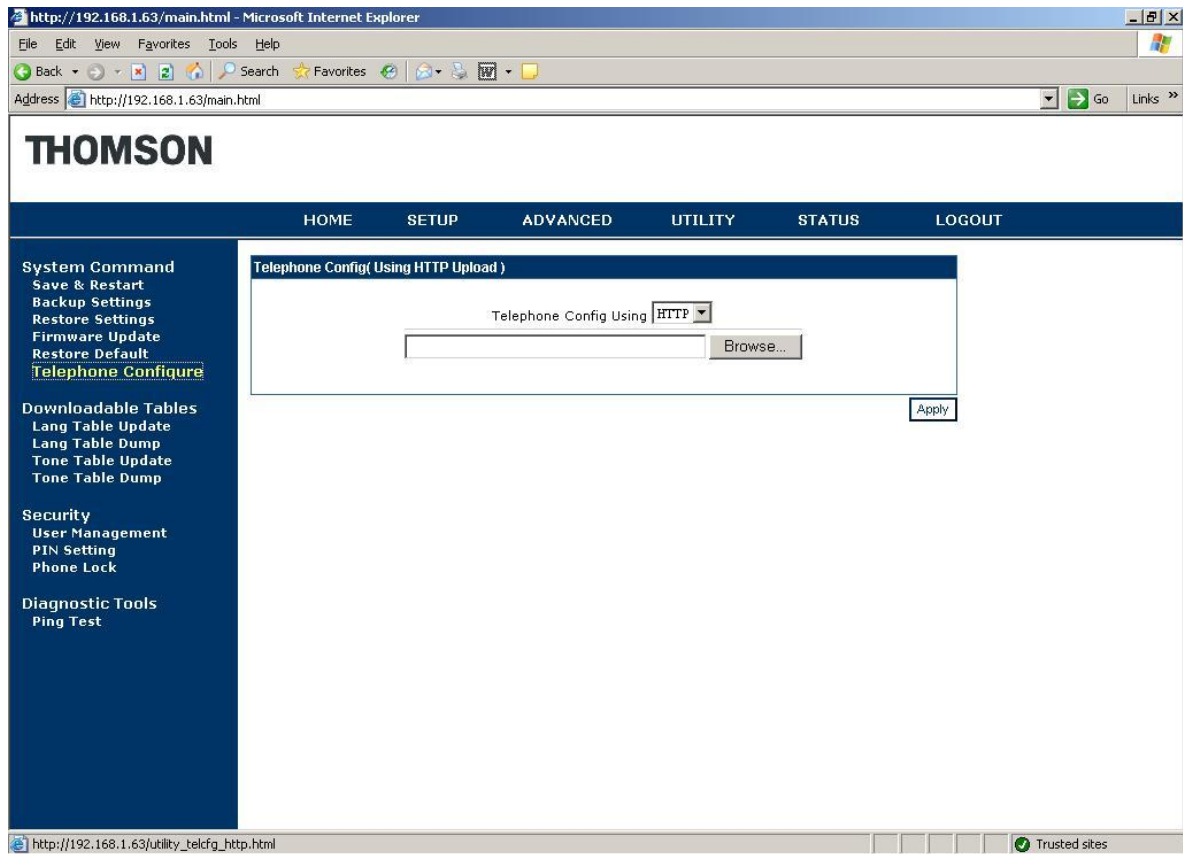 http://192.168.1.63/main.html - Microsoft Internet Explorer
File Edit View Favorites Tools Help
Back Search Favorites
Address http://192.168.1.63/main.html Go Links »
THOMSON
HOME SETUP ADVANCED UTILITY STATUS LOGOUT
System Command
Save & Restart
Backup Settings
Restore Settings
Firmware Update
Restore Default
Telephone Configure
Downloadable Tables
Lang Table Update
Lang Table Dump
Tone Table Update
Tone Table Dump
Security
User Management
PIN Setting
Phone Lock
Diagnostic Tools
Ping Test
Telephone Config( Using HTTP Upload )
Telephone Config Using HTTP
Browse...
Apply
http://192.168.1.63/utility_telcfg_http.html Trusted sites